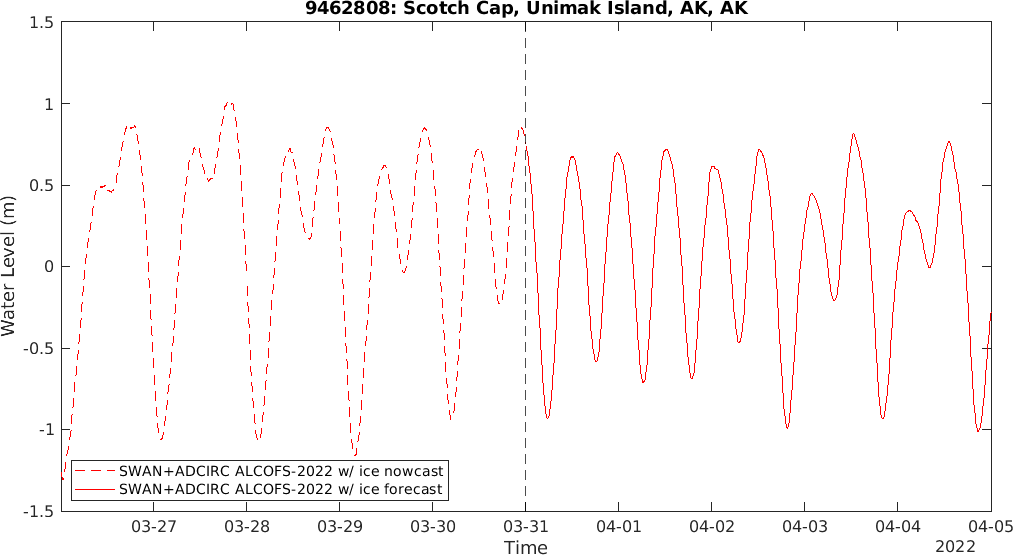 9462808: Scotch Cap, Unimak Island, AK, AK
1.5
1
0.5
0
-0.5
-1
-1.5
Water Level (m)
SWAN+ADCIRC ALCOFS-2022 w/ ice nowcast
SWAN+ADCIRC ALCOFS-2022 w/ ice forecast
03-27 03-28 03-29 03-30 03-31 04-01 04-02 04-03 04-04 04-05
Time
2022